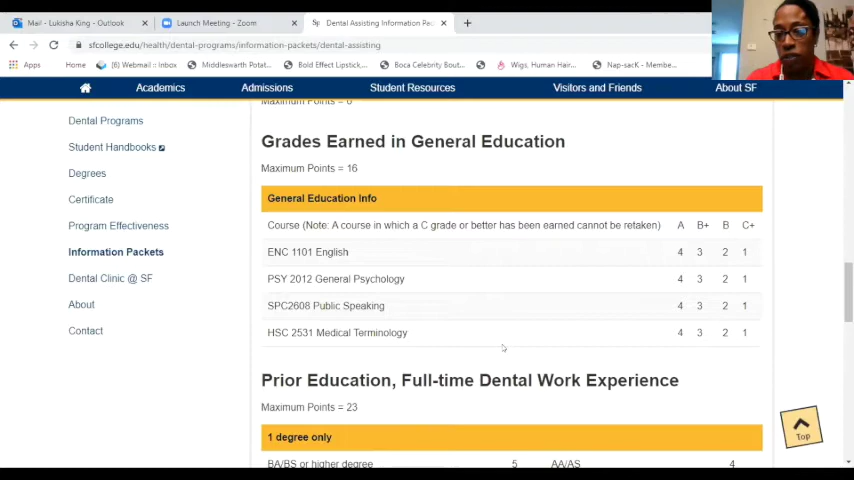 Mail - Lukisha King - Outlook
Launch Meeting - Zoom
Dental Assisting Information Pac
sfcollege.edu/health/dental-programs/information-packets/dental-assisting
Apps Home (6) Webmail :: Inbox Middleswarth Potat... Bold Effect Lipstick,... Boca Celebrity Bout... Wigs, Human Hair... Nap-sacK - Membe...
Academics Admissions Student Resources Visitors and Friends About SF
Dental Programs
Student Handbooks
Degrees
Certificate
Program Effectiveness
Information Packets
Dental Clinic @ SF
About
Contact
Maximum Points = 6
Grades Earned in General Education
Maximum Points = 16
General Education Info
Course (Note: A course in which a C grade or better has been earned cannot be retaken) A B+ B C+
ENC 1101 English 4 3 2 1
PSY 2012 General Psychology 4 3 2 1
SPC2608 Public Speaking 4 3 2 1
HSC 2531 Medical Terminology 4 3 2 1
Prior Education, Full-time Dental Work Experience
Maximum Points = 23
1 degree only
BA/BS or higher degree 5 AA/AS 4
Top